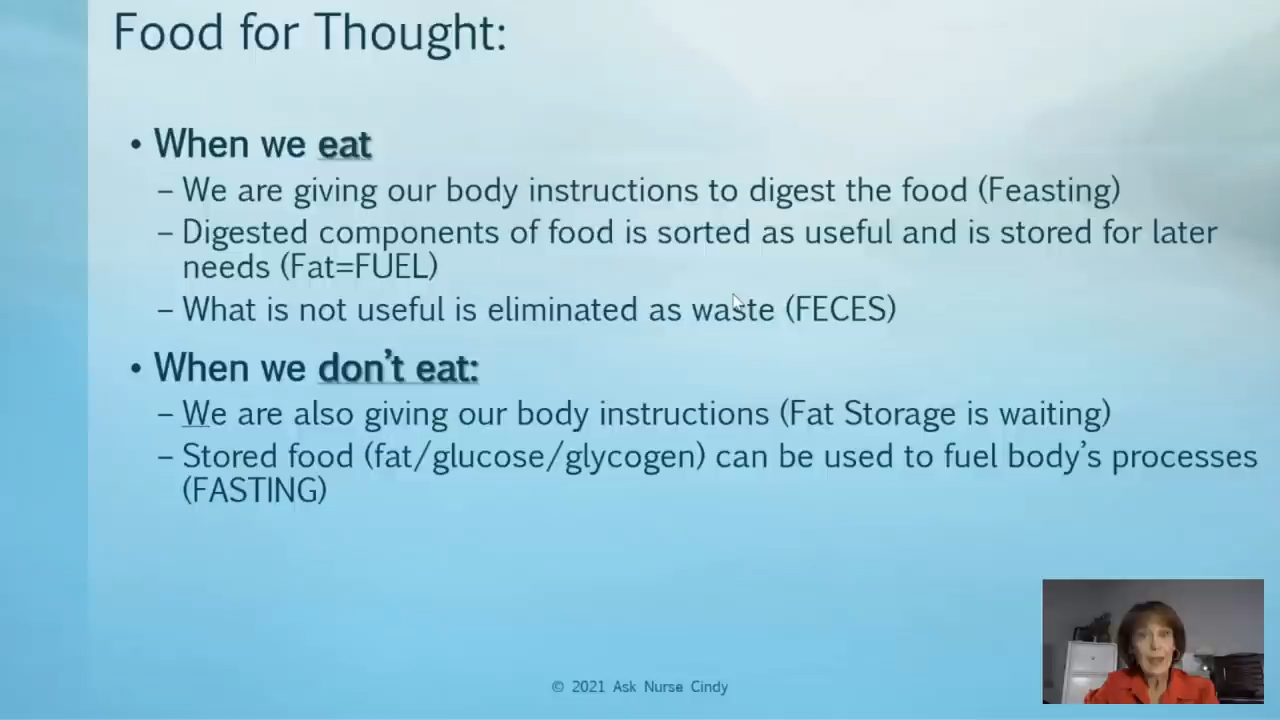 Food for Thought:
• When we eat
– We are giving our body instructions to digest the food (Feasting)
– Digested components of food is sorted as useful and is stored for later
needs (Fat=FUEL)
– What is not useful is eliminated as waste (FECES)
• When we don't eat:
– We are also giving our body instructions (Fat Storage is waiting)
– Stored food (fat/glucose/glycogen) can be used to fuel body's processes
(FASTING)
© 2021 Ask Nurse Cindy